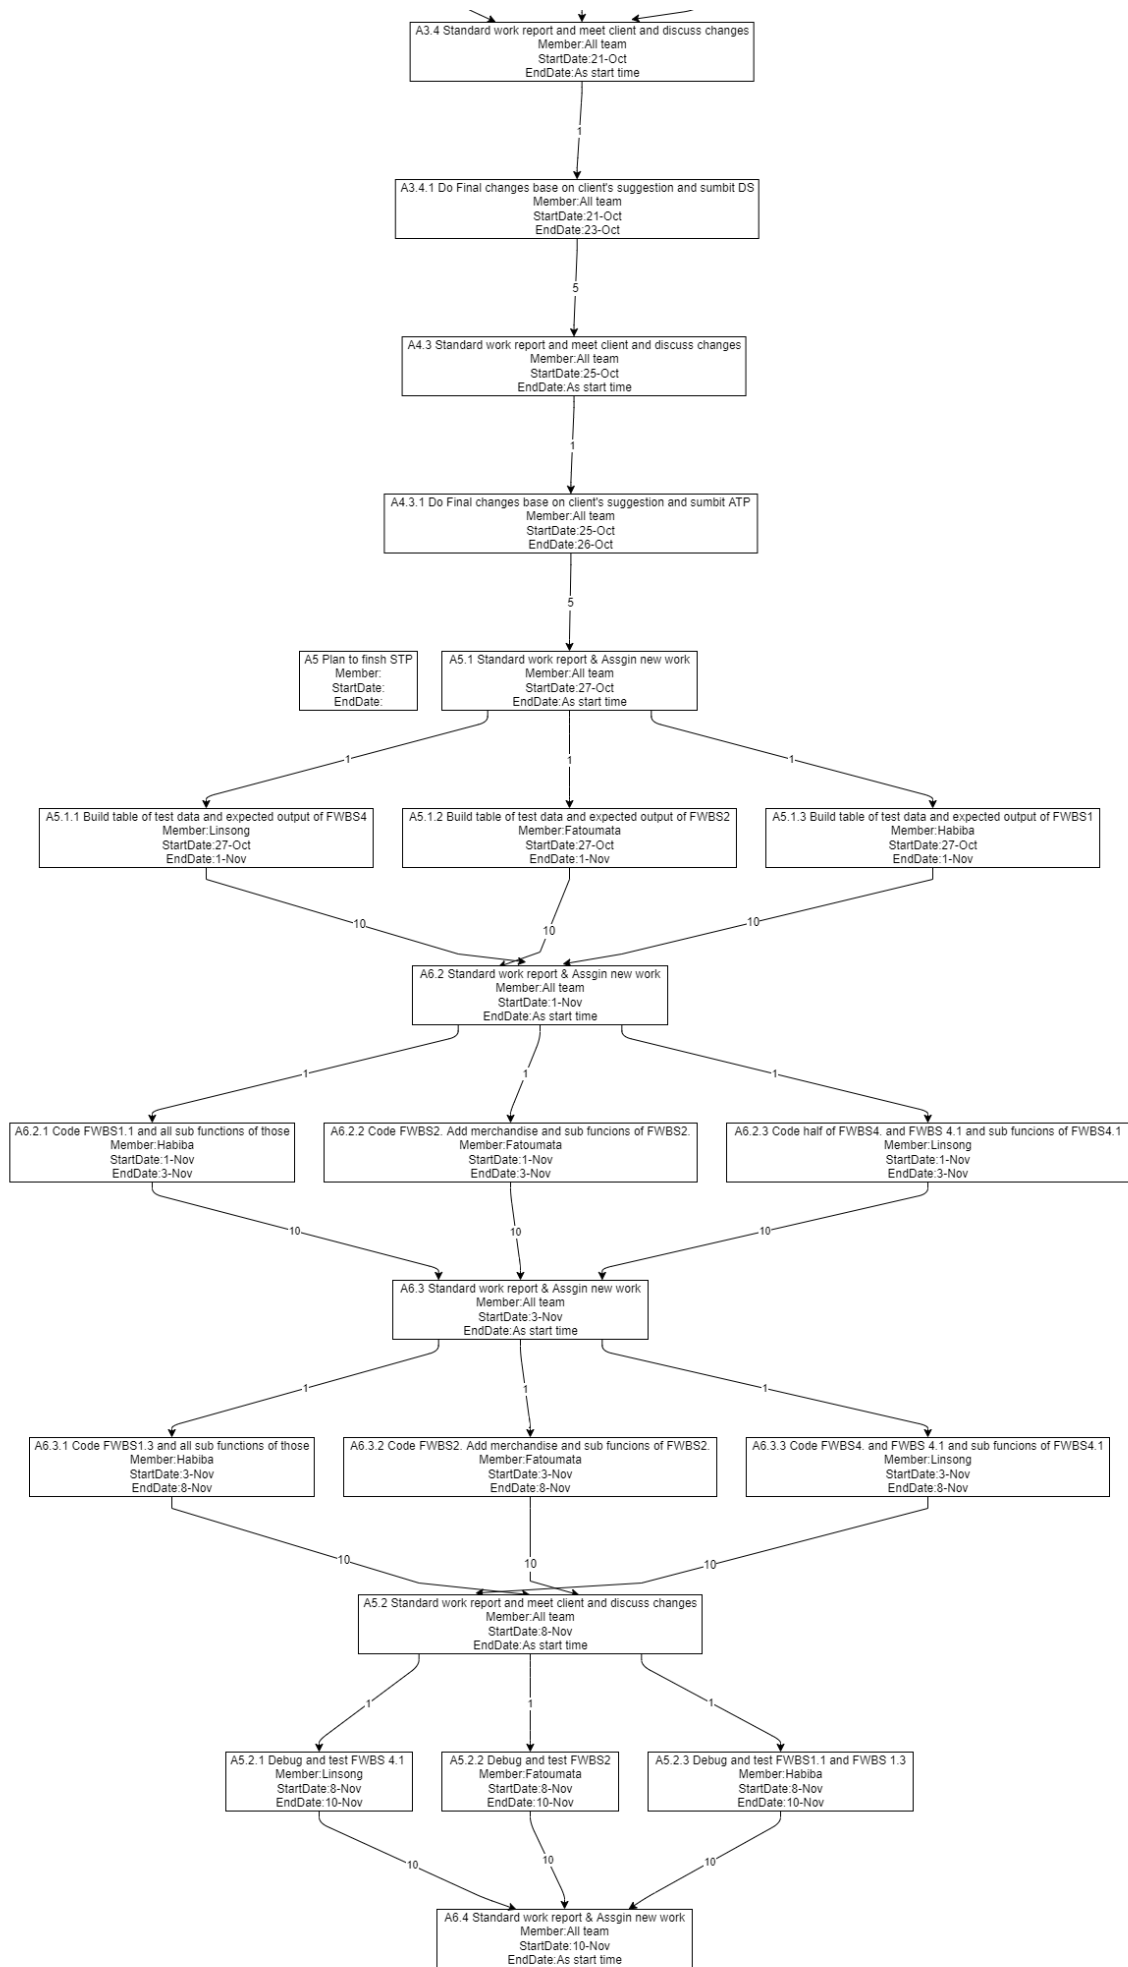 A3.4 Standard work report and meet client and discuss changes
Member:All team
StartDate:21-Oct
EndDate:As start time
1
A3.4.1 Do Final changes base on client's suggestion and sumbit DS
Member:All team
StartDate:21-Oct
EndDate:23-Oct
5
A4.3 Standard work report and meet client and discuss changes
Member:All team
StartDate:25-Oct
EndDate:As start time
1
A4.3.1 Do Final changes base on client's suggestion and sumbit ATP
Member:All team
StartDate:25-Oct
EndDate:26-Oct
5
A5 Plan to finsh STP
Member:
StartDate:
EndDate:
A5.1 Standard work report & Assgin new work
Member:All team
StartDate:27-Oct
EndDate:As start time
1
1
1
A5.1.1 Build table of test data and expected output of FWBS4
Member:Linsong
StartDate:27-Oct
EndDate:1-Nov
A5.1.2 Build table of test data and expected output of FWBS2
Member:Fatoumata
StartDate:27-Oct
EndDate:1-Nov
A5.1.3 Build table of test data and expected output of FWBS1
Member:Habiba
StartDate:27-Oct
EndDate:1-Nov
10
10
10
A6.2 Standard work report & Assgin new work
Member:All team
StartDate:1-Nov
EndDate:As start time
1
1
1
A6.2.1 Code FWBS1.1 and all sub functions of those
Member:Habiba
StartDate:1-Nov
EndDate:3-Nov
A6.2.2 Code FWBS2. Add merchandise and sub funcions of FWBS2.
Member:Fatoumata
StartDate:1-Nov
EndDate:3-Nov
A6.2.3 Code half of FWBS4. and FWBS 4.1 and sub funcions of FWBS4.1
Member:Linsong
StartDate:1-Nov
EndDate:3-Nov
10
10
10
A6.3 Standard work report & Assgin new work
Member:All team
StartDate:3-Nov
EndDate:As start time
1
1
1
A6.3.1 Code FWBS1.3 and all sub functions of those
Member:Habiba
StartDate:3-Nov
EndDate:8-Nov
A6.3.2 Code FWBS2. Add merchandise and sub funcions of FWBS2.
Member:Fatoumata
StartDate:3-Nov
EndDate:8-Nov
A6.3.3 Code FWBS4. and FWBS 4.1 and sub funcions of FWBS4.1
Member:Linsong
StartDate:3-Nov
EndDate:8-Nov
10
10
10
A5.2 Standard work report and meet client and discuss changes
Member:All team
StartDate:8-Nov
EndDate:As start time
1
1
1
A5.2.1 Debug and test FWBS 4.1
Member:Linsong
StartDate:8-Nov
EndDate:10-Nov
A5.2.2 Debug and test FWBS2
Member:Fatoumata
StartDate:8-Nov
EndDate:10-Nov
A5.2.3 Debug and test FWBS1.1 and FWBS 1.3
Member:Habiba
StartDate:8-Nov
EndDate:10-Nov
10
10
10
A6.4 Standard work report & Assgin new work
Member:All team
StartDate:10-Nov
EndDate:As start time